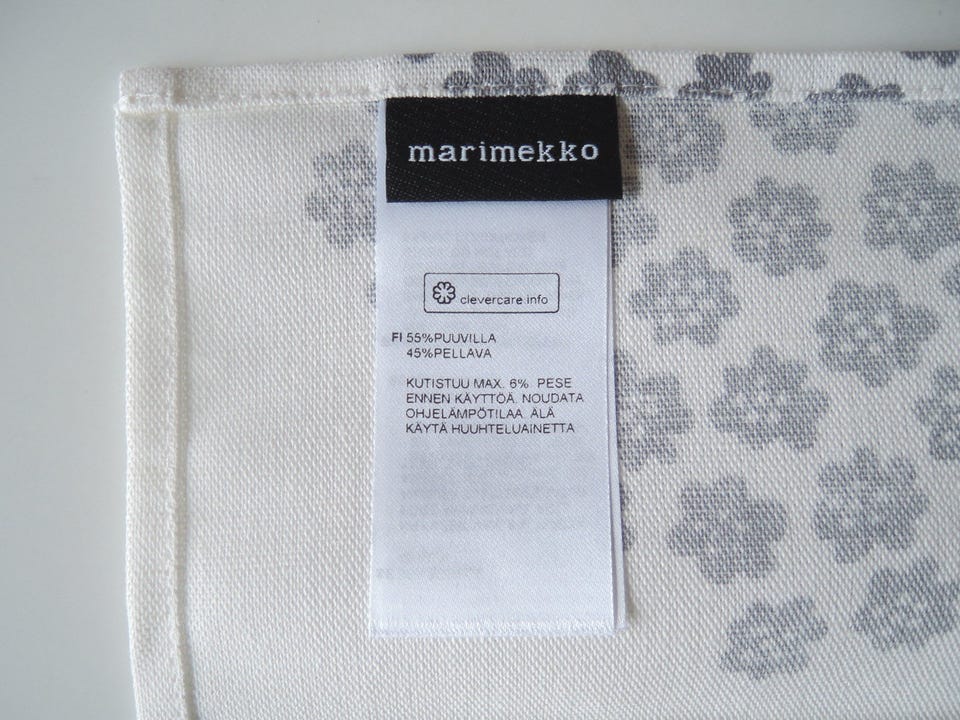 marimekko
clevercare.info
FI 55%PUUVILLA
45%PELLAVA
KUTISTUU MAX. 6%. PESE
ENNEN KÄYTTÖÄ. NOUDATA
OHJELÄMPÖTILAA. ÄLÄ
KÄYTÄ HUUHTELUAINETTA